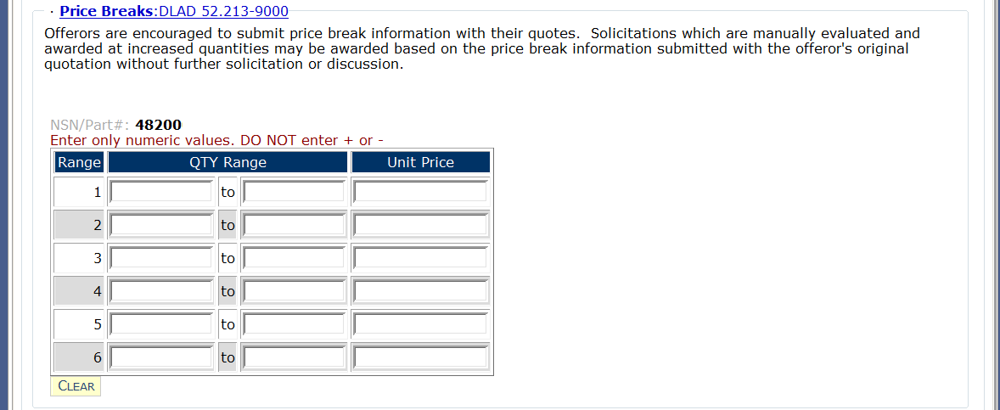 · Price Breaks:DLAD 52.213-9000
Offerors are encouraged to submit price break information with their quotes.  Solicitations which are manually evaluated and
awarded at increased quantities may be awarded based on the price break information submitted with the offeror's original
quotation without further solicitation or discussion.
NSN/Part#: 48200
Enter only numeric values. DO NOT enter + or -
Range QTY Range Unit Price
1 to
2 to
3 to
4 to
5 to
6 to
CLEAR